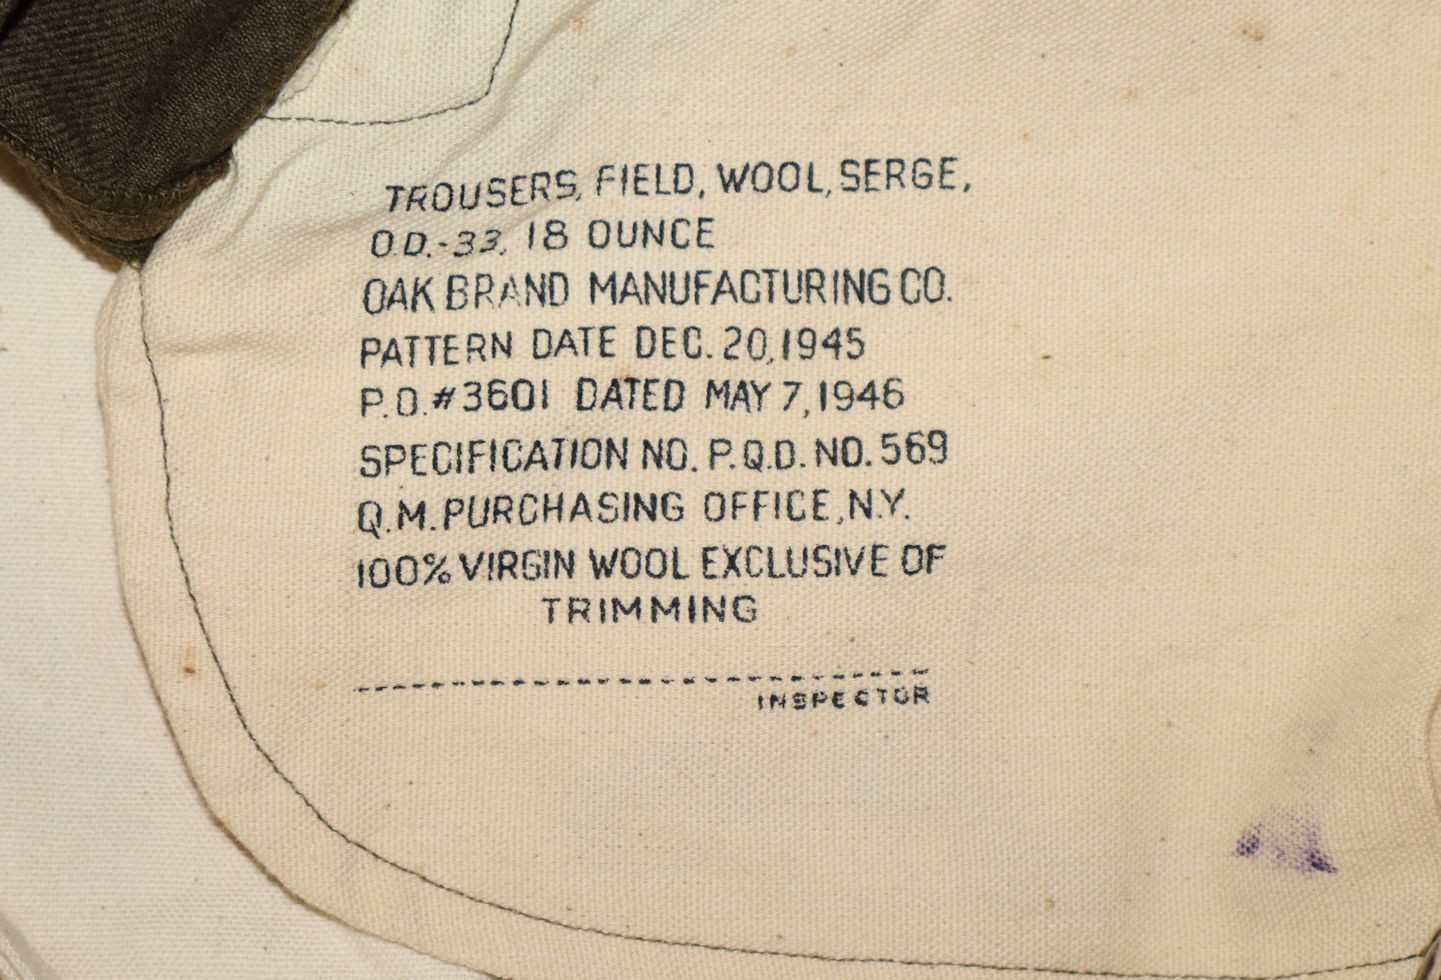 TROUSERS, FIELD, WOOL, SERGE,
O.D.-33, 18 OUNCE
OAK BRAND MANUFACTURING CO.
PATTERN DATE DEC. 20, 1945
P.O. #3601 DATED MAY 7, 1946
SPECIFICATION NO. P.Q.D. NO. 569
Q.M. PURCHASING OFFICE, N.Y.
100% VIRGIN WOOL EXCLUSIVE OF
TRIMMING
INSPECTOR